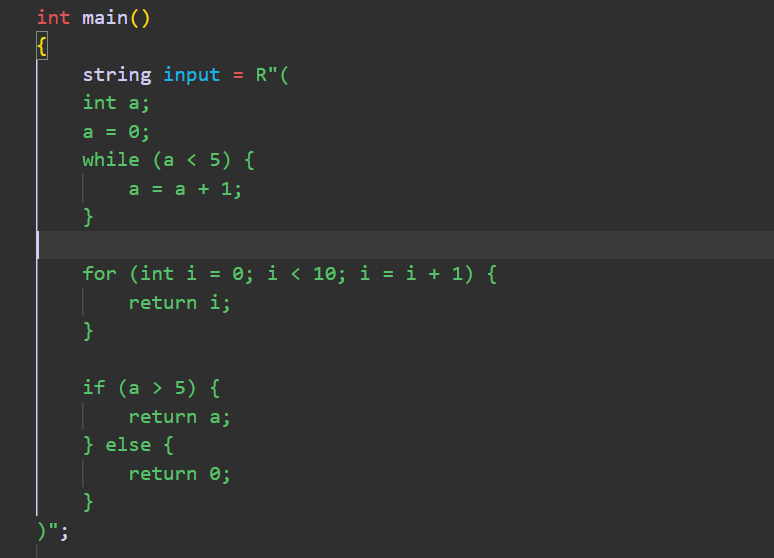 int main()
{
    string input = R"(
    int a;
    a = 0;
    while (a < 5) {
        a = a + 1;
    }

    for (int i = 0; i < 10; i = i + 1) {
        return i;
    }

    if (a > 5) {
        return a;
    } else {
        return 0;
    }
)";